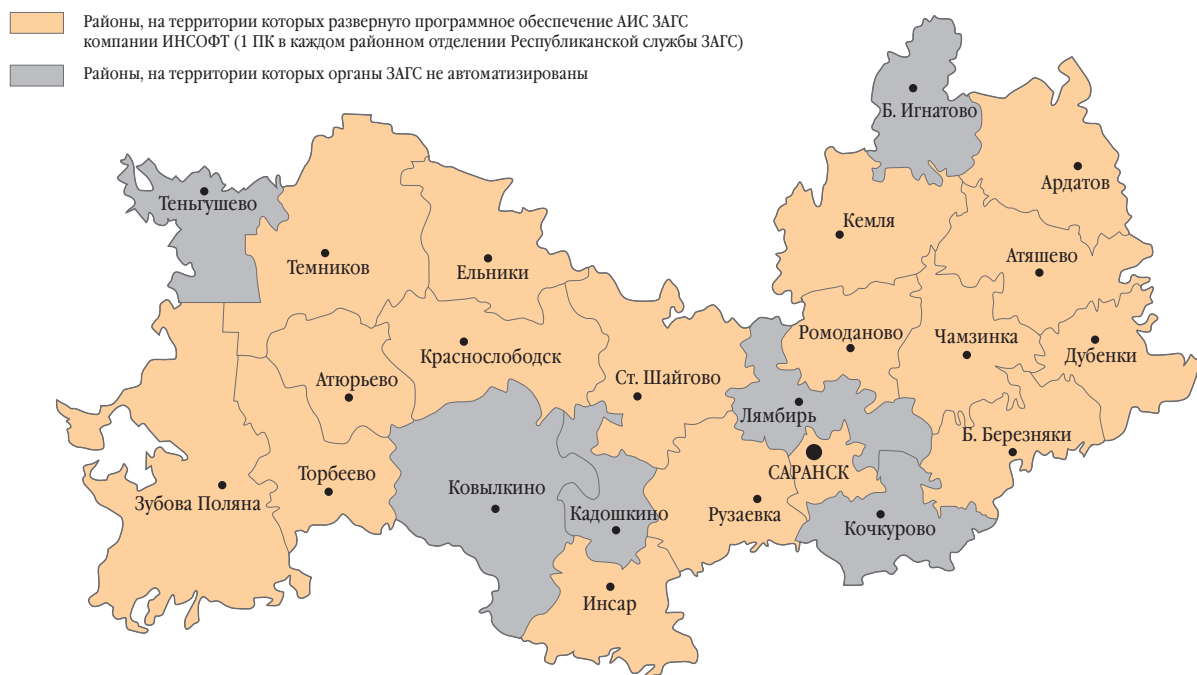 Районы, на территории которых развернуто программное обеспечение АИС ЗАГС
компании ИНСОФТ (1 ПК в каждом районном отделении Республиканской службы ЗАГС)
Районы, на территории которых органы ЗАГС не автоматизированы
Б. Игнатово
Ардатов
Теньгушево
Кемля
Темников
Ельники
Атяшево
Ромоданово
Чамзинка
Дубенки
Краснослободск
Атюрьево
Ст. Шайгово
Лямбирь
Б. Березняки
САРАНСК
Торбеево
Зубова Поляна
Ковылкино
Кадошкино
Рузаевка
Кочкурово
Инсар